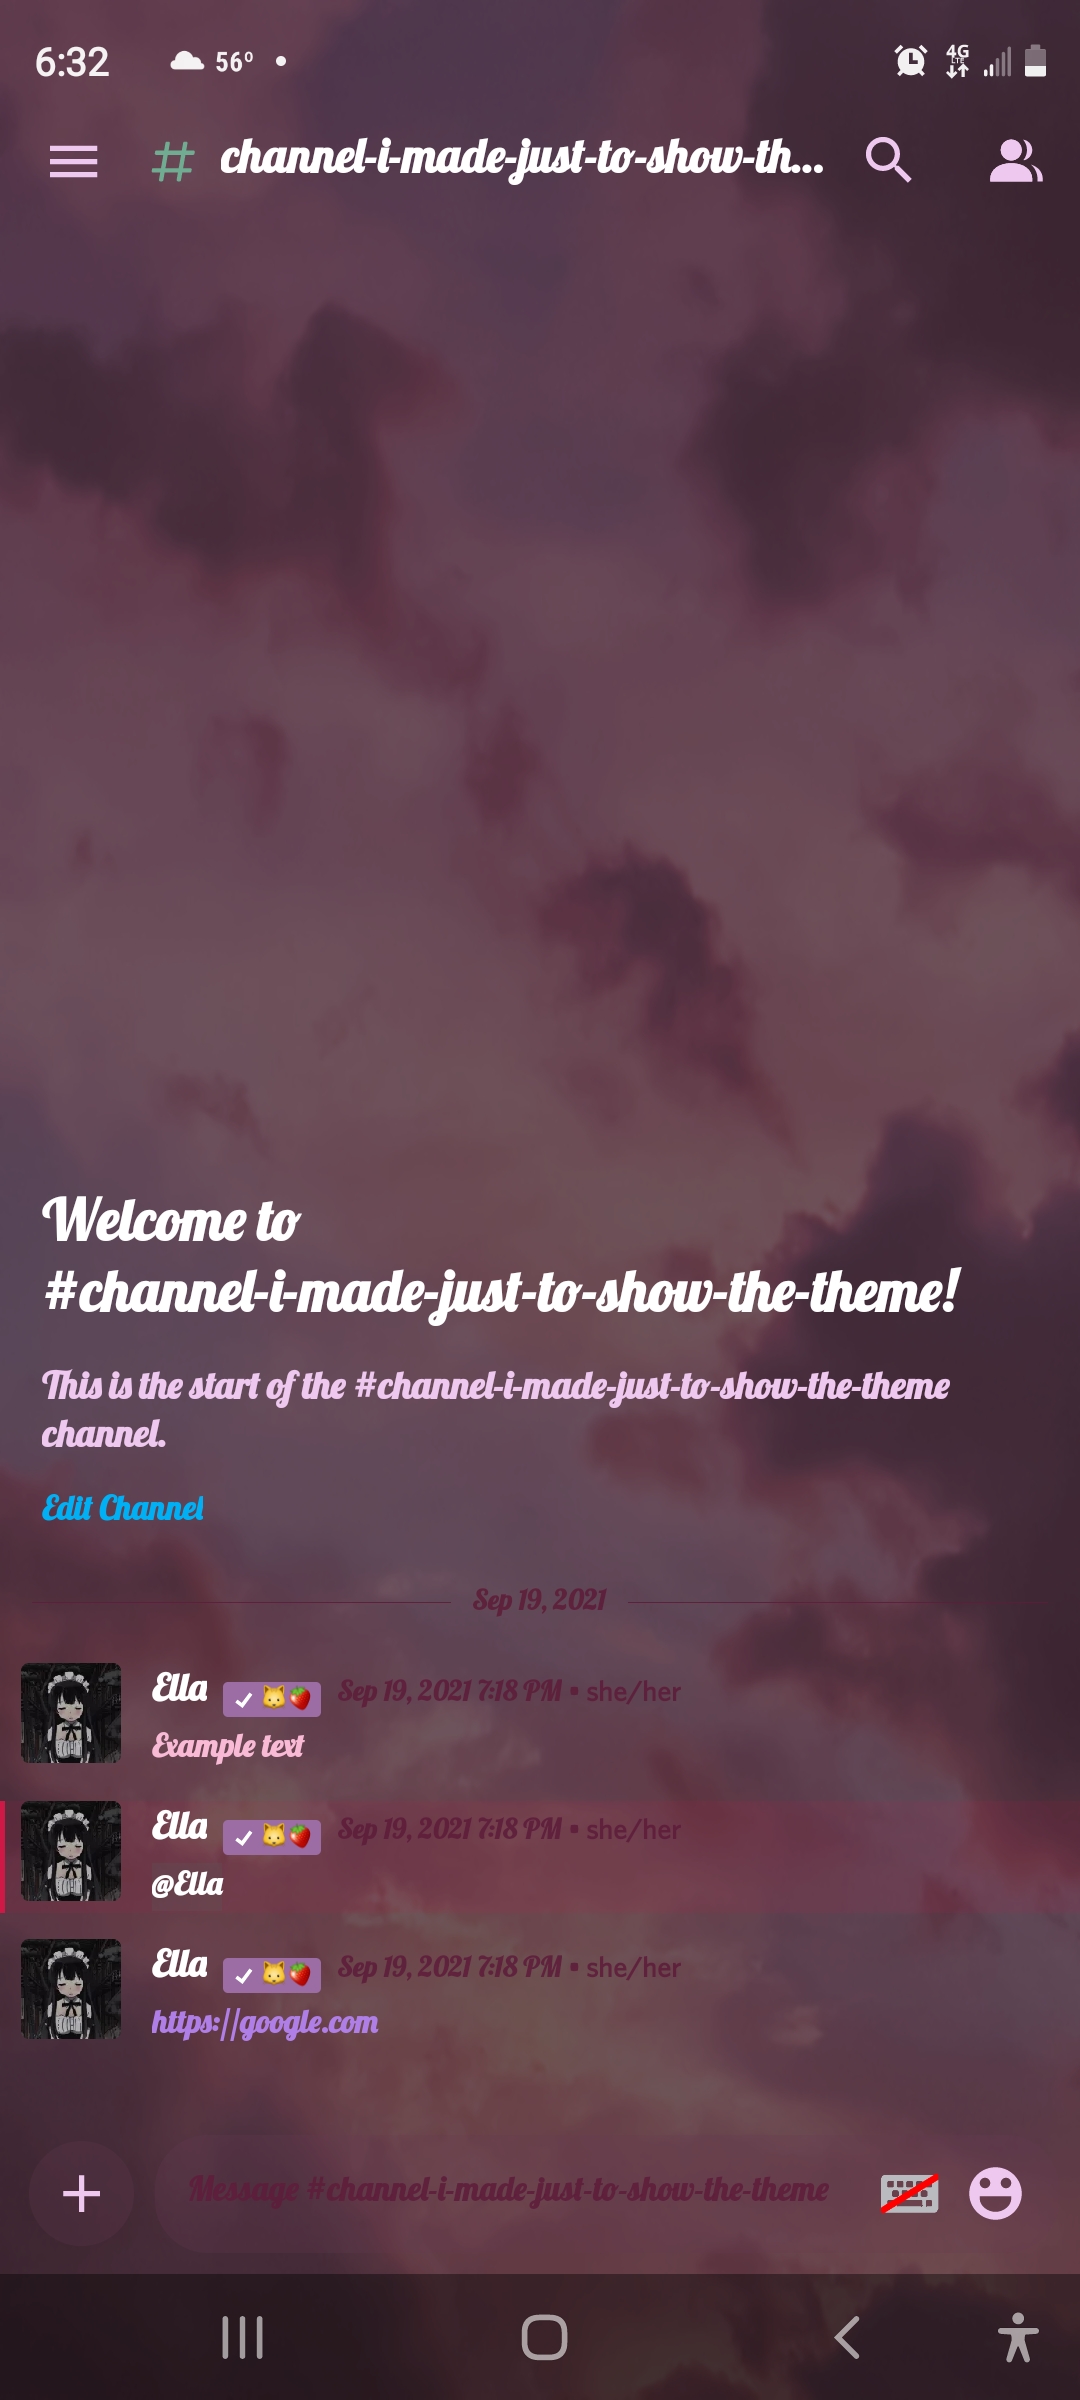 6:32 56° 4G LTE
# channel-i-made-just-to-show-th...
Welcome to
#channel-i-made-just-to-show-the-theme!
This is the start of the #channel-i-made-just-to-show-the-theme
channel.
Edit Channel
Sep 19, 2021
Ella ✓🐱🍓 Sep 19, 2021 7:18 PM • she/her
Example text
Ella ✓🐱🍓 Sep 19, 2021 7:18 PM • she/her
@Ella
Ella ✓🐱🍓 Sep 19, 2021 7:18 PM • she/her
https://google.com
Message #channel-i-made-just-to-show-the-theme